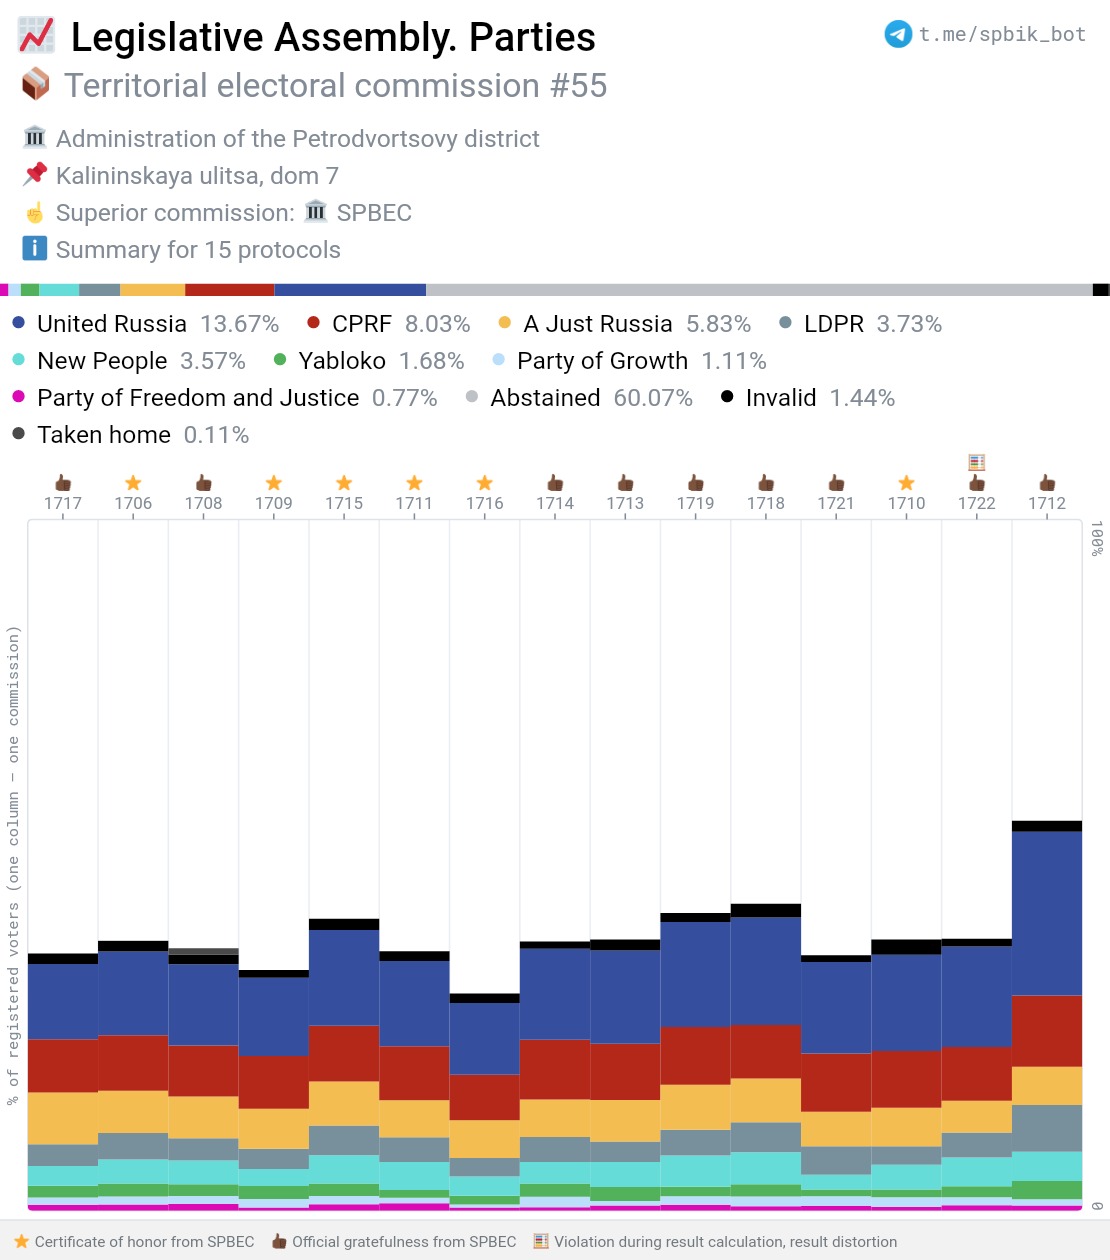 Legislative Assembly. Parties
t.me/spbik_bot
Territorial electoral commission #55
Administration of the Petrodvortsovy district
Kalininskaya ulitsa, dom 7
Superior commission: SPBEC
Summary for 15 protocols
United Russia 13.67% CPRF 8.03% A Just Russia 5.83% LDPR 3.73%
New People 3.57% Yabloko 1.68% Party of Growth 1.11%
Party of Freedom and Justice 0.77% Abstained 60.07% Invalid 1.44%
Taken home 0.11%
1717 1706 1708 1709 1715 1711 1716 1714 1713 1719 1718 1721 1710 1722 1712
100%
% of registered voters (one column — one commission)
0
Certificate of honor from SPBEC Official gratefulness from SPBEC Violation during result calculation, result distortion